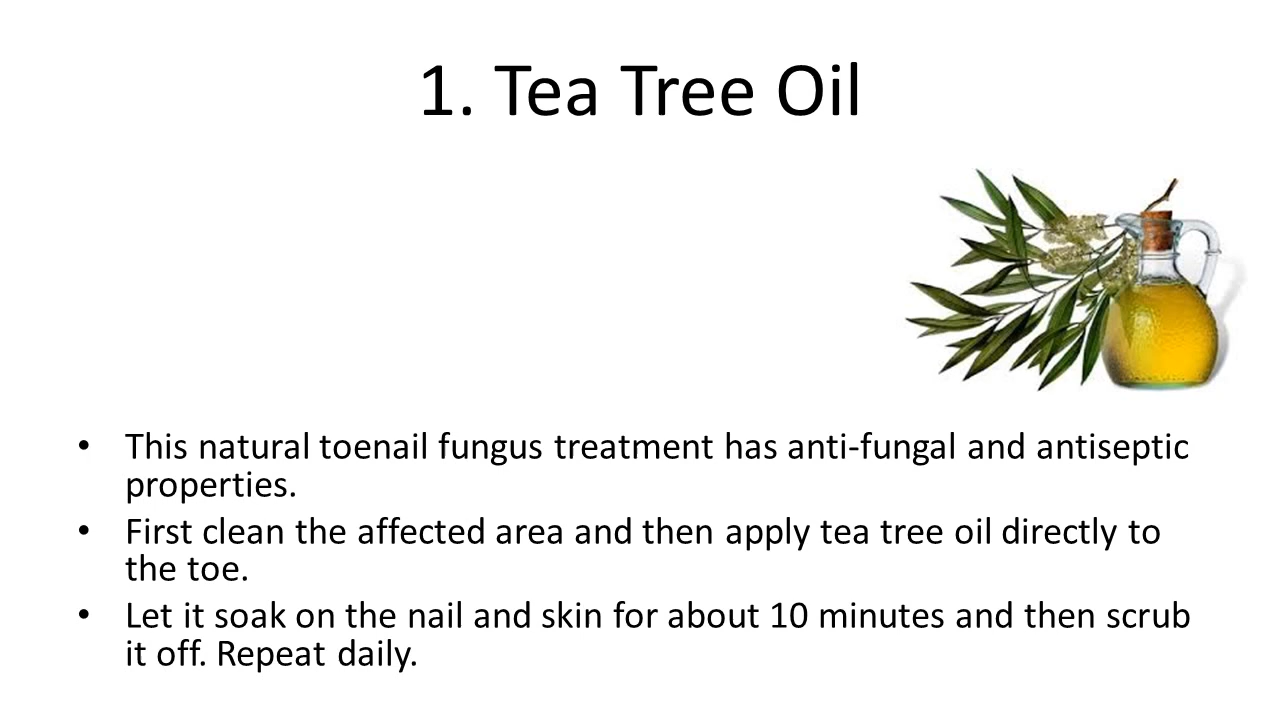 1. Tea Tree Oil
• This natural toenail fungus treatment has anti-fungal and antiseptic
properties.
• First clean the affected area and then apply tea tree oil directly to
the toe.
• Let it soak on the nail and skin for about 10 minutes and then scrub
it off. Repeat daily.